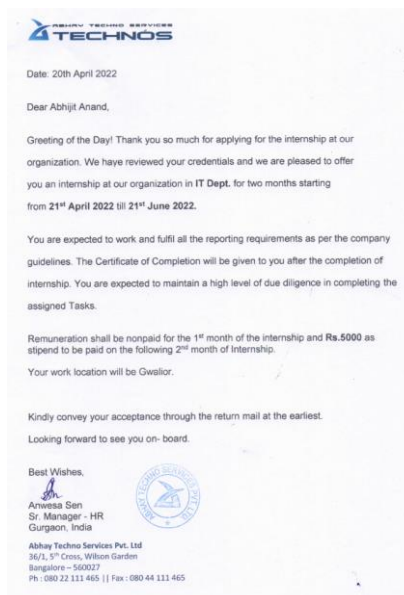 ABHAY TECHNO SERVICES
TECHNOS
Date: 20th April 2022
Dear Abhijit Anand,
Greeting of the Day! Thank you so much for applying for the internship at our
organization. We have reviewed your credentials and we are pleased to offer
you an internship at our organization in IT Dept. for two months starting
from 21st April 2022 till 21st June 2022.
You are expected to work and fulfil all the reporting requirements as per the company
guidelines. The Certificate of Completion will be given to you after the completion of
internship. You are expected to maintain a high level of due diligence in completing the
assigned Tasks.
Remuneration shall be nonpaid for the 1st month of the internship and Rs.5000 as
stipend to be paid on the following 2nd month of Internship.
Your work location will be Gwalior.
Kindly convey your acceptance through the return mail at the earliest.
Looking forward to see you on- board.
Best Wishes,
Anwesa Sen
Sr. Manager - HR
Gurgaon, India
ABHAY TECHNO SERVICES PVT. LTD
Abhay Techno Services Pvt. Ltd
36/1, 5th Cross, Wilson Garden
Bangalore – 560027
Ph : 080 22 111 465 || Fax : 080 44 111 465